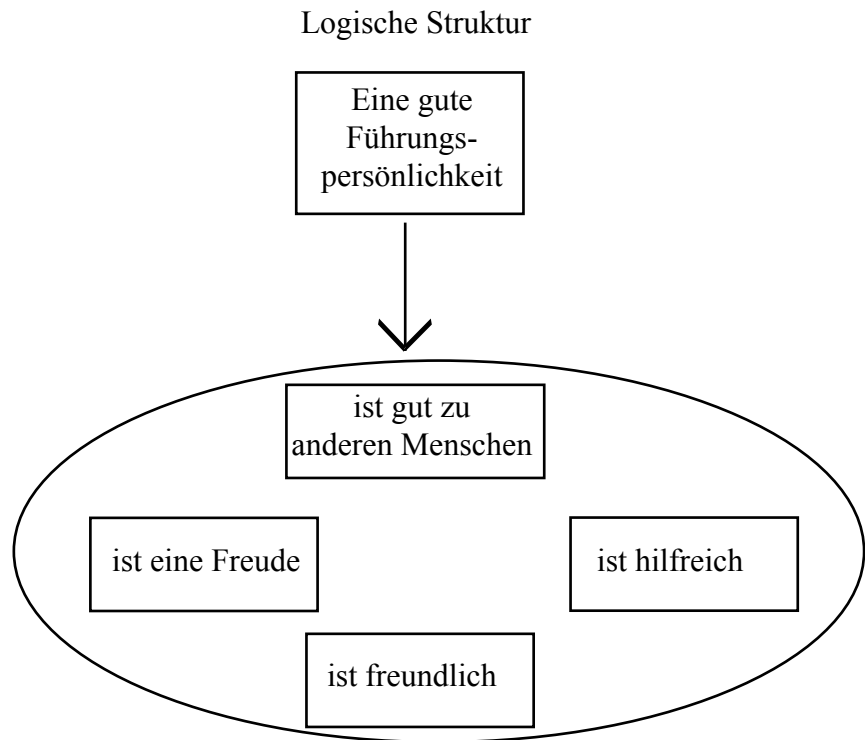 Logische Struktur
Eine gute
Führungs-
persönlichkeit
ist gut zu
anderen Menschen
ist eine Freude
ist hilfreich
ist freundlich